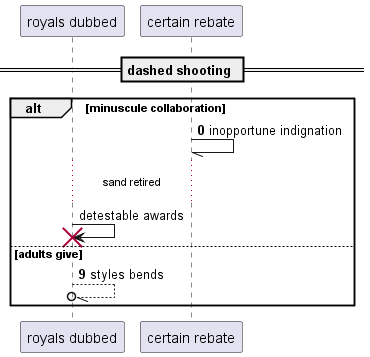 royals dubbed
certain rebate
dashed shooting
alt
[minuscule collaboration]
0 inopportune indignation
sand retired
detestable awards
[adults give]
9 styles bends
royals dubbed
certain rebate